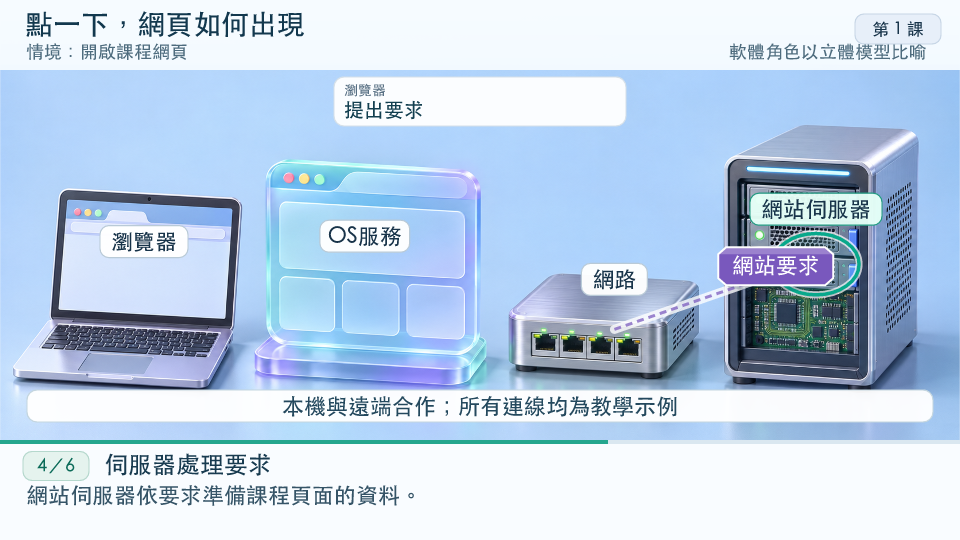 點一下，網頁如何出現
第 1 課
情境：開啟課程網頁
軟體角色以立體模型比喻
瀏覽器
提出要求
瀏覽器
OS服務
網路
網站伺服器
網站要求
本機與遠端合作；所有連線均為教學示例
4/6 伺服器處理要求
網站伺服器依要求準備課程頁面的資料。